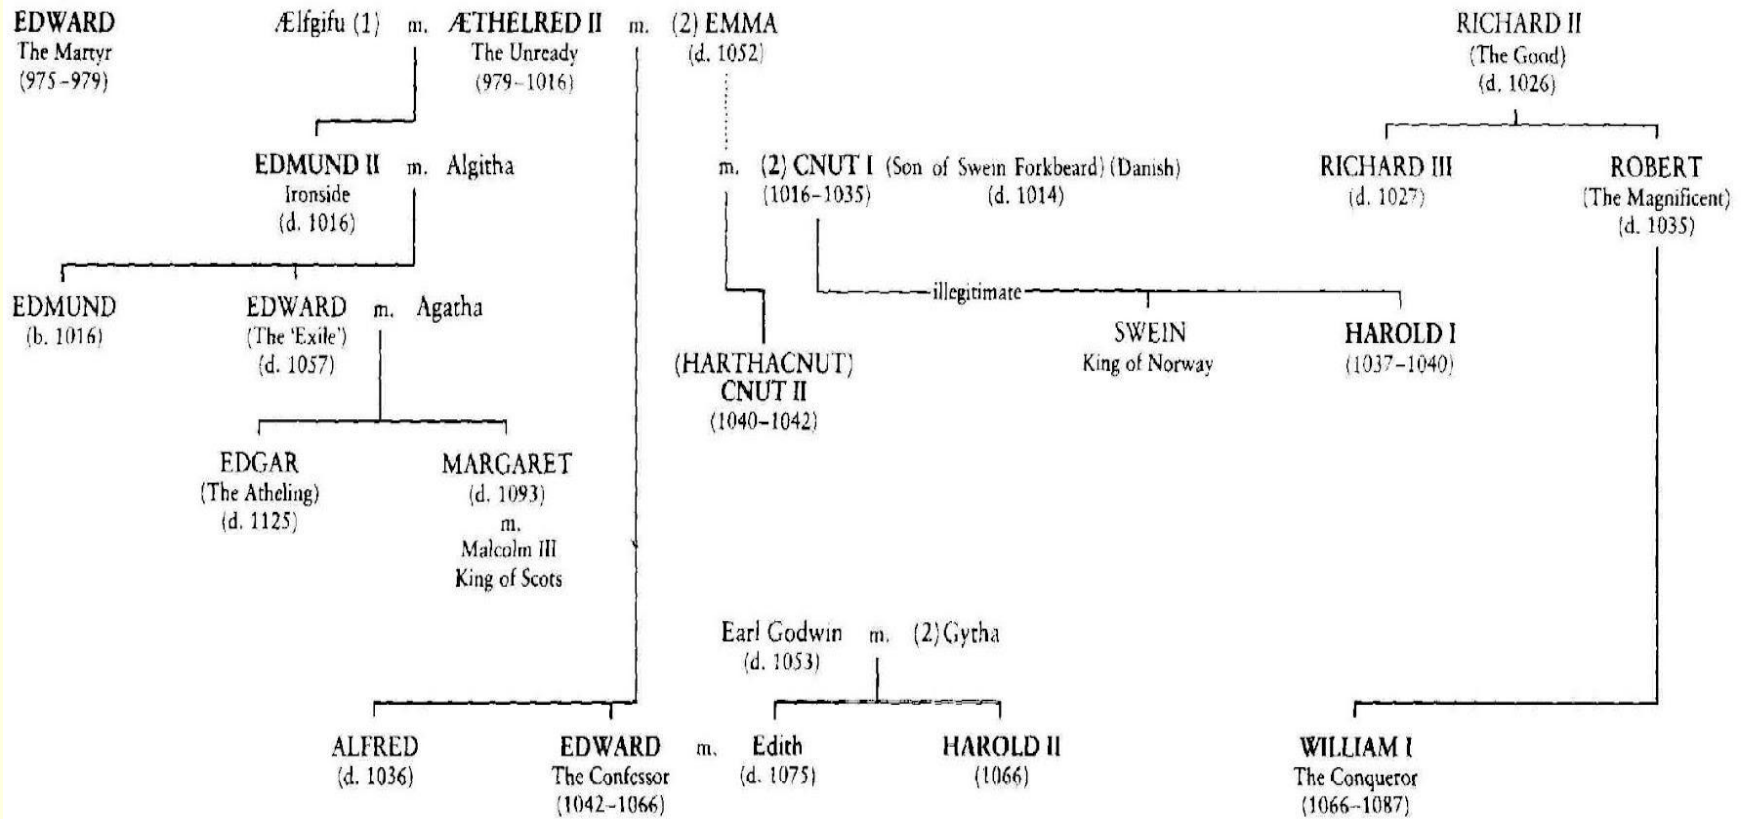 EDWARD
The Martyr
(975-979)
Ælfgifu (1) m. ÆTHELRED II m. (2) EMMA
The Unready
(979-1016)
(d. 1052)
RICHARD II
(The Good)
(d. 1026)
EDMUND II m. Algitha
Ironside
(d. 1016)
m. (2) CNUT I (Son of Swein Forkbeard) (Danish)
(1016-1035) (d. 1014)
RICHARD III
(d. 1027)
ROBERT
(The Magnificent)
(d. 1035)
EDMUND
(b. 1016)
EDWARD m. Agatha
(The 'Exile')
(d. 1057)
illegitimate
(HARTHACNUT)
CNUT II
(1040-1042)
SWEIN
King of Norway
HAROLD I
(1037-1040)
EDGAR
(The Atheling)
(d. 1125)
MARGARET
(d. 1093)
m.
Malcolm III
King of Scots
Earl Godwin m. (2) Gytha
(d. 1053)
ALFRED
(d. 1036)
EDWARD m. Edith
The Confessor
(1042-1066)
(d. 1075)
HAROLD II
(1066)
WILLIAM I
The Conqueror
(1066-1087)